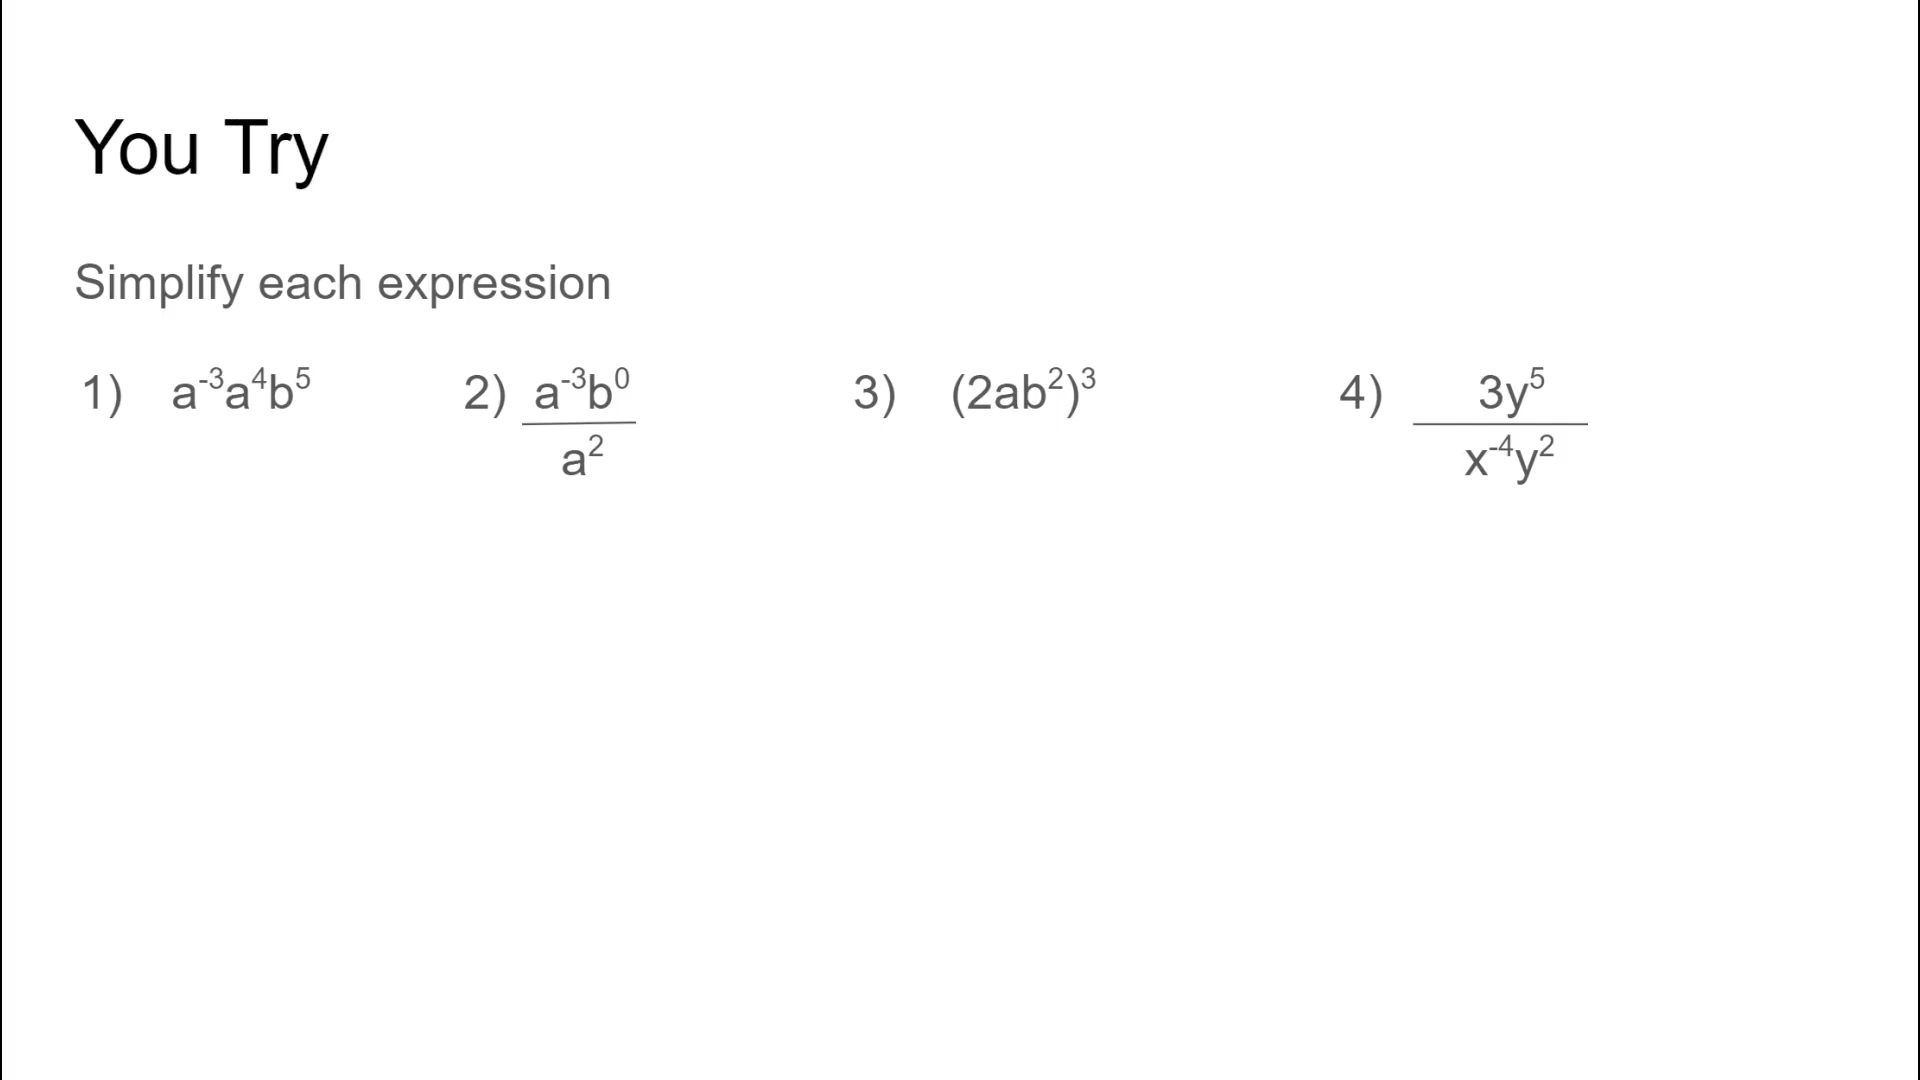 You Try
Simplify each expression
1) a⁻³a⁴b⁵ 2) a⁻³b⁰ 3) (2ab²)³ 4) 3y⁵
a² x⁻⁴y²